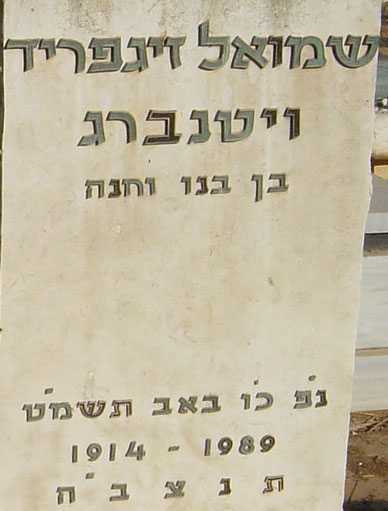 שמואל זיגפריד
ויטנברג
בן בנו וחנה
נפ' כ'ו באב תשמ'ט
1914 - 1989
ת נ צ ב' ה